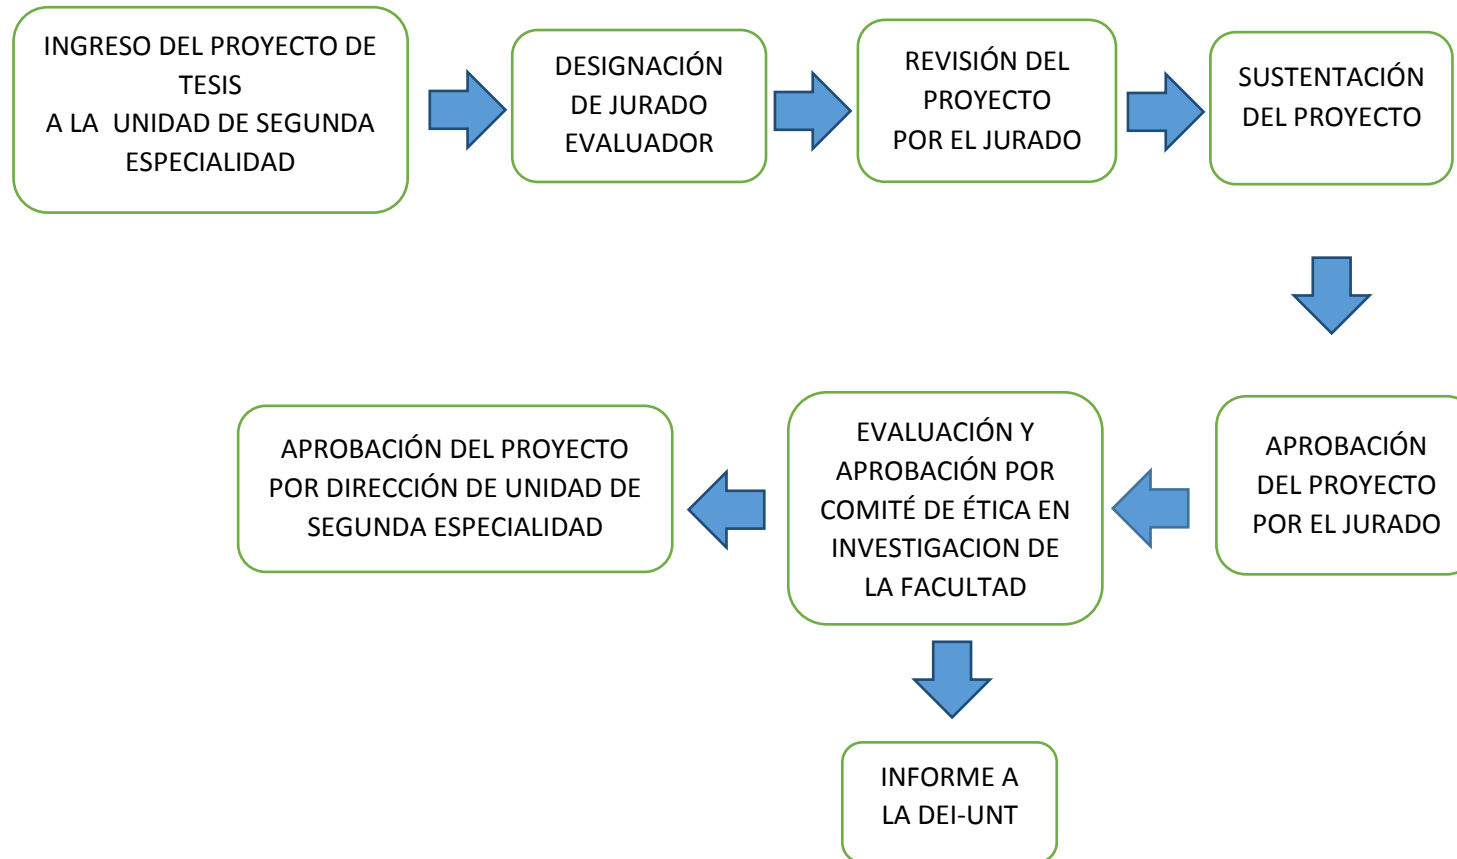 INGRESO DEL PROYECTO DE
TESIS
A LA  UNIDAD DE SEGUNDA
ESPECIALIDAD
DESIGNACIÓN
DE JURADO
EVALUADOR
REVISIÓN DEL
PROYECTO
POR EL JURADO
SUSTENTACIÓN
DEL PROYECTO
APROBACIÓN
DEL PROYECTO
POR EL JURADO
EVALUACIÓN Y
APROBACIÓN POR
COMITÉ DE ÉTICA EN
INVESTIGACION DE
LA FACULTAD
APROBACIÓN DEL PROYECTO
POR DIRECCIÓN DE UNIDAD DE
SEGUNDA ESPECIALIDAD
INFORME A
LA DEI-UNT